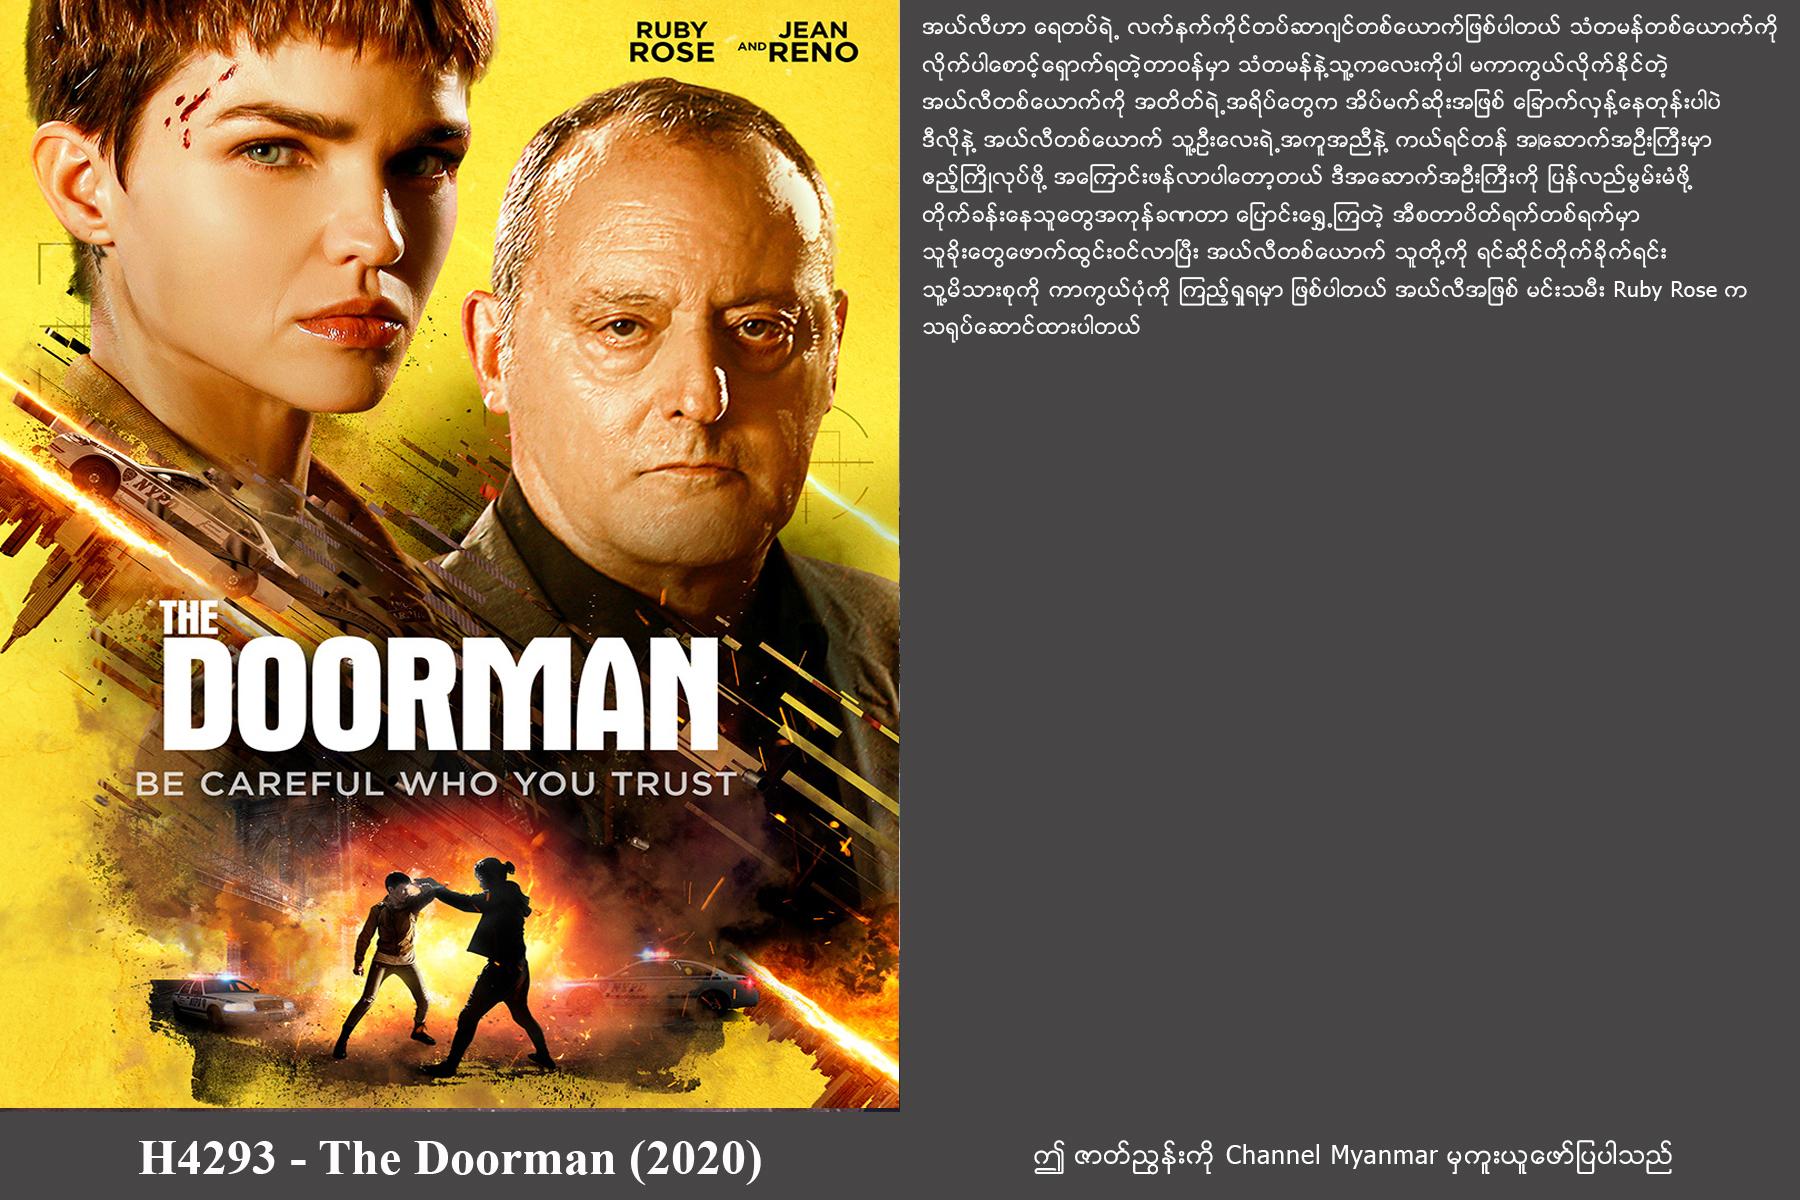 RUBY ROSE AND JEAN RENO
NYPD
THE
DOORMAN
BE CAREFUL WHO YOU TRUST
H4293 - The Doorman (2020)
အယ်လီဟာ ရေတပ်ရဲ့ လက်နက်ကိုင်တပ်ဆာဂျင်တစ်ယောက်ဖြစ်ပါတယ် သံတမန်တစ်ယောက်ကို
လိုက်ပါစောင့်ရှောက်ရတဲ့တာဝန်မှာ သံတမန်နဲ့သူ့ကလေးကိုပါ မကာကွယ်လိုက်နိုင်တဲ့
အယ်လီတစ်ယောက်ကို အတိတ်ရဲ့အရိပ်တွေက အိပ်မက်ဆိုးအဖြစ် ခြောက်လှန့်နေတုန်းပါပဲ
ဒီလိုနဲ့ အယ်လီတစ်ယောက် သူ့ဦးလေးရဲ့အကူအညီနဲ့ ကယ်ရင်တန် အဆောက်အဦးကြီးမှာ
ဧည့်ကြိုလုပ်ဖို့ အကြောင်းဖန်လာပါတော့တယ် ဒီအဆောက်အဦးကြီးကို ပြန်လည်မွမ်းမံဖို့
တိုက်ခန်းနေသူတွေအကုန်ခဏတာ ပြောင်းရွှေ့ကြတဲ့ အီစတာပိတ်ရက်တစ်ရက်မှာ
သူခိုးတွေဖောက်ထွင်းဝင်လာပြီး အယ်လီတစ်ယောက် သူတို့ကို ရင်ဆိုင်တိုက်ခိုက်ရင်း
သူ့မိသားစုကို ကာကွယ်ပုံကို ကြည့်ရှုရမှာ ဖြစ်ပါတယ် အယ်လီအဖြစ် မင်းသမီး Ruby Rose က
သရုပ်ဆောင်ထားပါတယ်
ဤ ဇာတ်ညွှန်းကို Channel Myanmar မှကူးယူဖော်ပြပါသည်